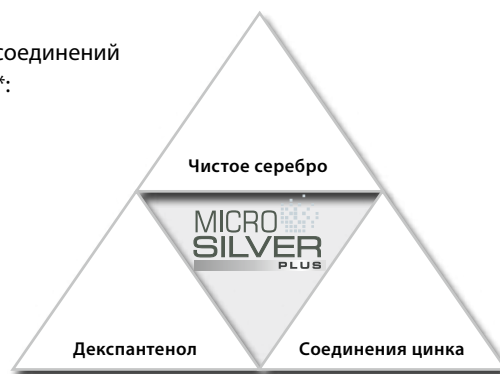 соединений
*:
Чистое серебро
MICRO
SILVER
PLUS
Декспантенол
Соединения цинка